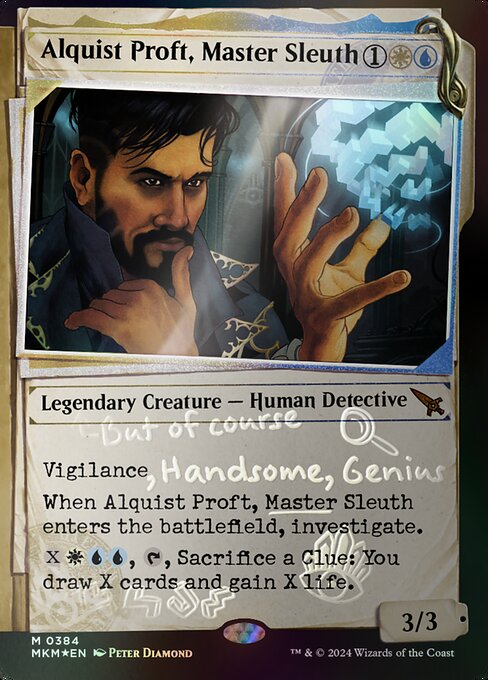 Alquist Proft, Master Sleuth 1
Legendary Creature — Human Detective
But of course
Vigilance, Handsome, Genius
When Alquist Proft, Master Sleuth
enters the battlefield, investigate.
X, Sacrifice a Clue: You
draw X cards and gain X life.
3/3
M 0384
MKM★EN Peter Diamond
™ & © 2024 Wizards of the Coast